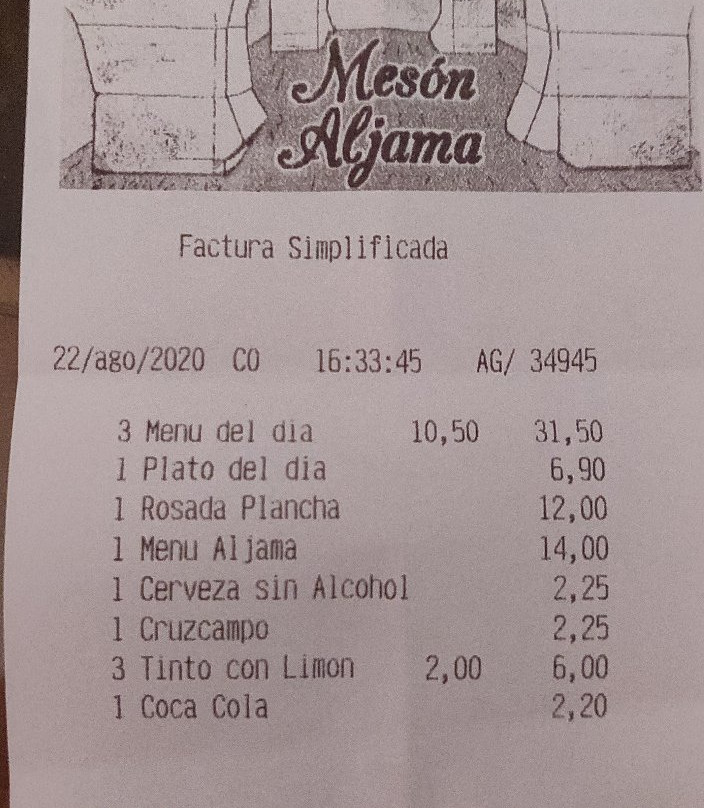 Mesón
Aljama
Factura Simplificada
22/ago/2020 CO 16:33:45 AG/ 34945
3 Menu del dia 10,50 31,50
1 Plato del dia 6,90
1 Rosada Plancha 12,00
1 Menu Aljama 14,00
1 Cerveza sin Alcohol 2,25
1 Cruzcampo 2,25
3 Tinto con Limon 2,00 6,00
1 Coca Cola 2,20